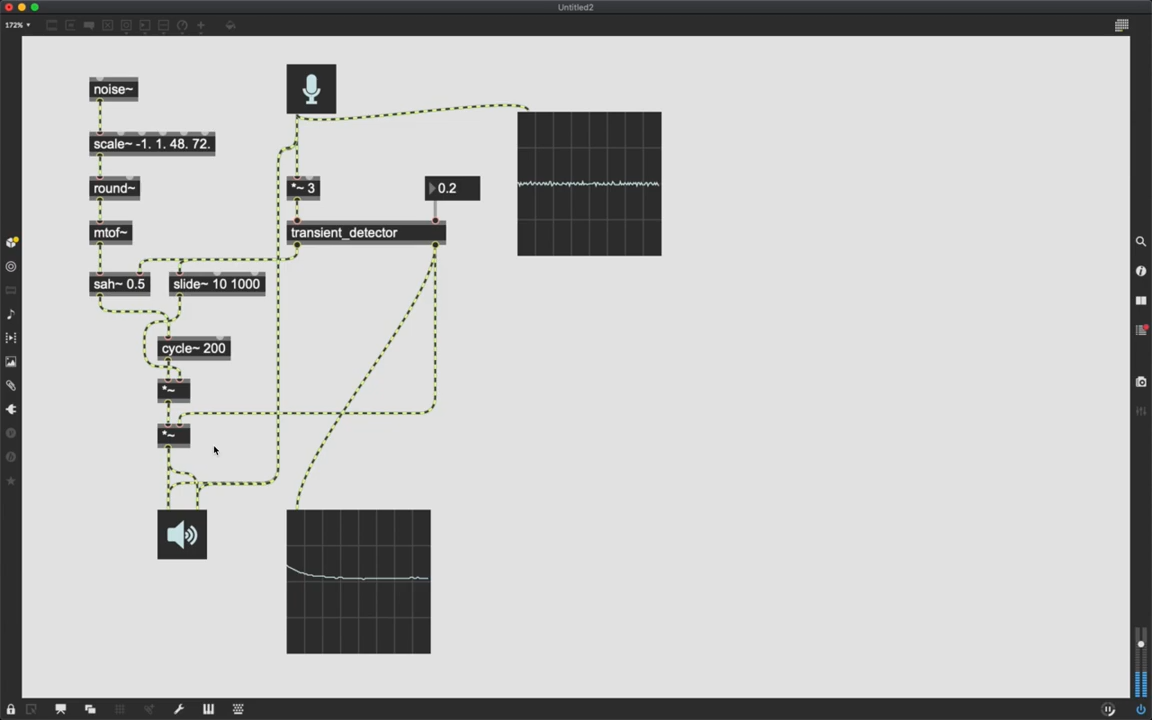 Untitled2
172%
noise~
scale~ -1. 1. 48. 72.
round~
*~ 3
0.2
mtof~
transient_detector
sah~ 0.5
slide~ 10 1000
cycle~ 200
*~
*~